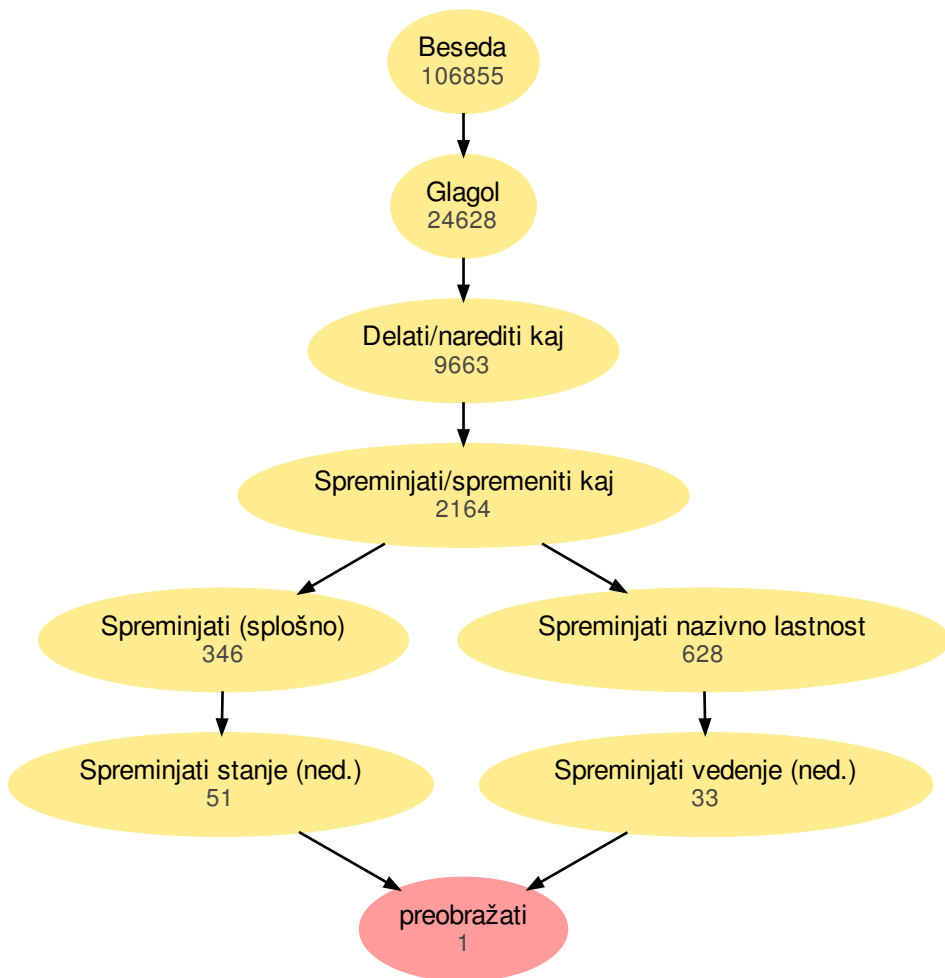 Beseda
106855
Glagol
24628
Delati/narediti kaj
9663
Spreminjati/spremeniti kaj
2164
Spreminjati (splošno)
346
Spreminjati nazivno lastnost
628
Spreminjati stanje (ned.)
51
Spreminjati vedenje (ned.)
33
preobražati
1